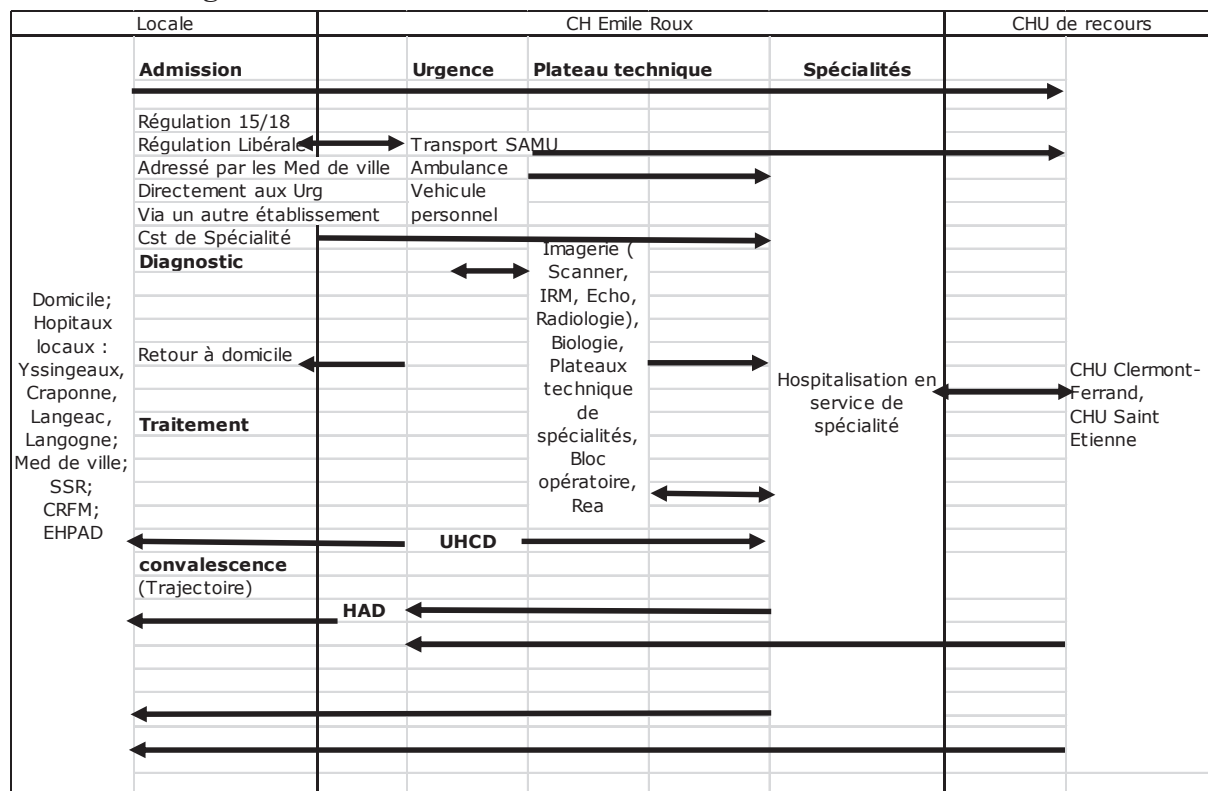 Locale
CH Emile Roux
CHU de recours
Admission
Urgence
Plateau technique
Spécialités
Régulation 15/18
Régulation Libérale
Transport SAMU
Adressé par les Med de ville
Ambulance
Directement aux Urg
Vehicule
Via un autre établissement
personnel
Cst de Spécialité
Diagnostic
Imagerie (
Scanner,
IRM, Echo,
Radiologie),
Biologie,
Plateaux
technique
de
spécialités,
Bloc
opératoire,
Rea
Domicile;
Hopitaux
locaux :
Yssingeaux,
Craponne,
Langeac,
Langogne;
Med de ville;
SSR;
CRFM;
EHPAD
Retour à domicile
Hospitalisation en
service de
spécialité
CHU Clermont-
Ferrand,
CHU Saint
Etienne
Traitement
UHCD
convalescence
(Trajectoire)
HAD